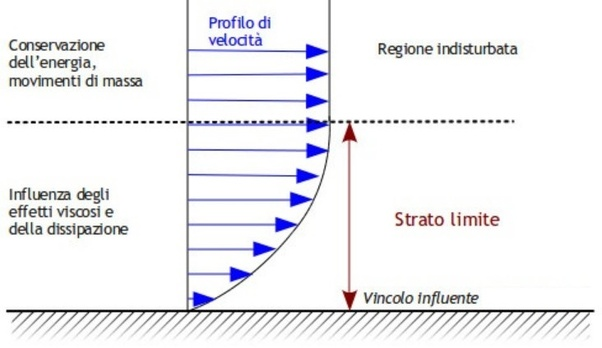 Profilo di
velocità
Conservazione
dell'energia,
movimenti di massa
Regione indisturbata
Influenza degli
effetti viscosi e
della dissipazione
Strato limite
Vincolo influente